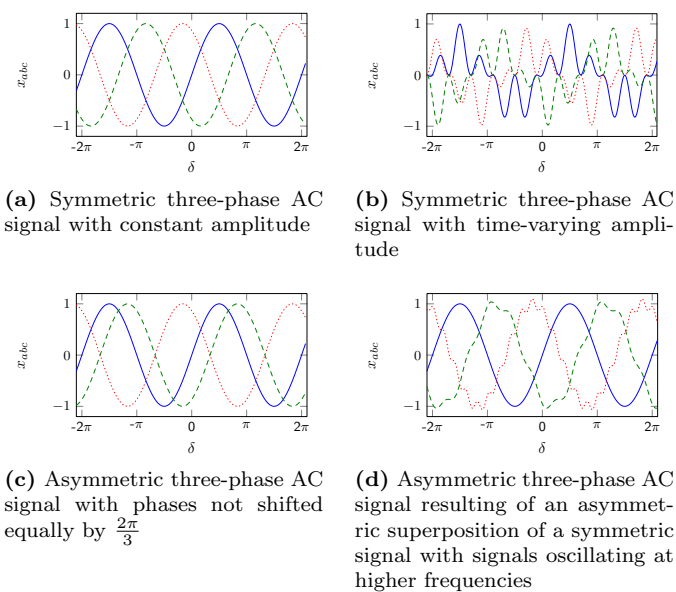 1
0
−1
x_abc
-2π -π 0 π 2π
δ
(a) Symmetric three-phase AC
signal with constant amplitude
1
0
−1
x_abc
-2π -π 0 π 2π
δ
(b) Symmetric three-phase AC
signal with time-varying ampli-
tude
1
0
−1
x_abc
-2π -π 0 π 2π
δ
(c) Asymmetric three-phase AC
signal with phases not shifted
equally by 2π/3
1
0
−1
x_abc
-2π -π 0 π 2π
δ
(d) Asymmetric three-phase AC
signal resulting of an asymmet-
ric superposition of a symmetric
signal with signals oscillating at
higher frequencies